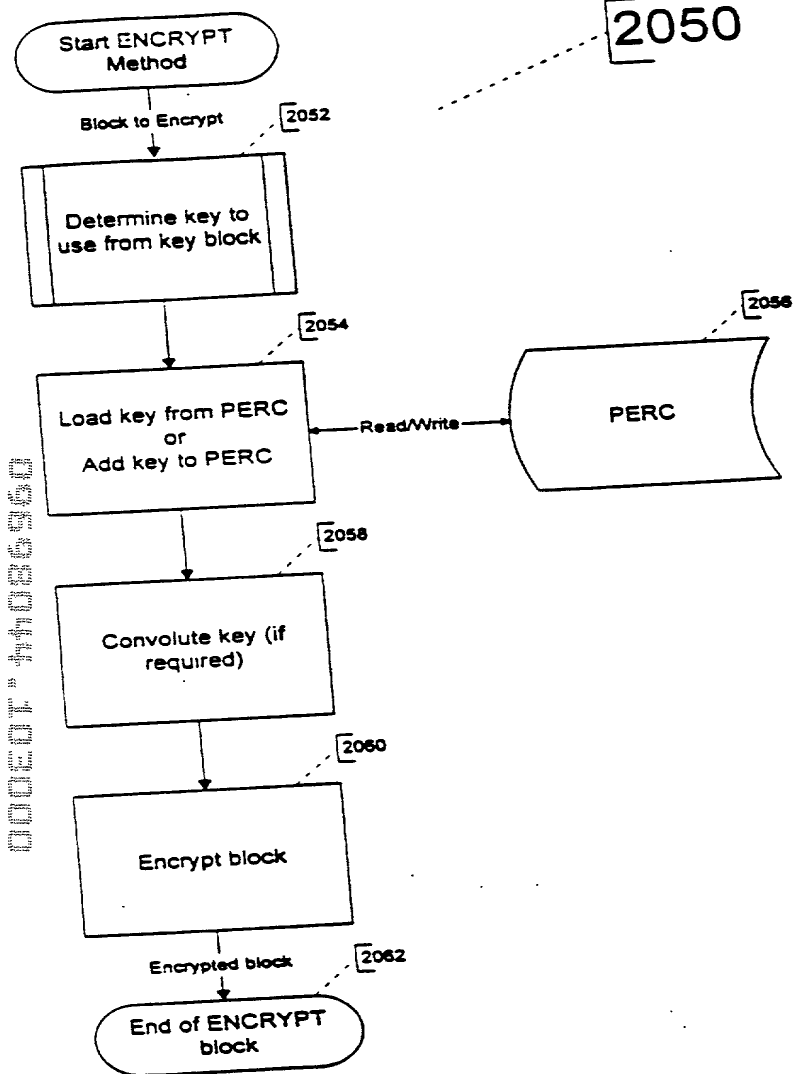 2050
Start ENCRYPT
Method
Block to Encrypt
2052
Determine key to
use from key block
2054
2056
Load key from PERC
or
Add key to PERC
Read/Write
PERC
2058
Convolute key (if
required)
2060
Encrypt block
Encrypted block
2062
End of ENCRYPT
block
09698044 . 103000